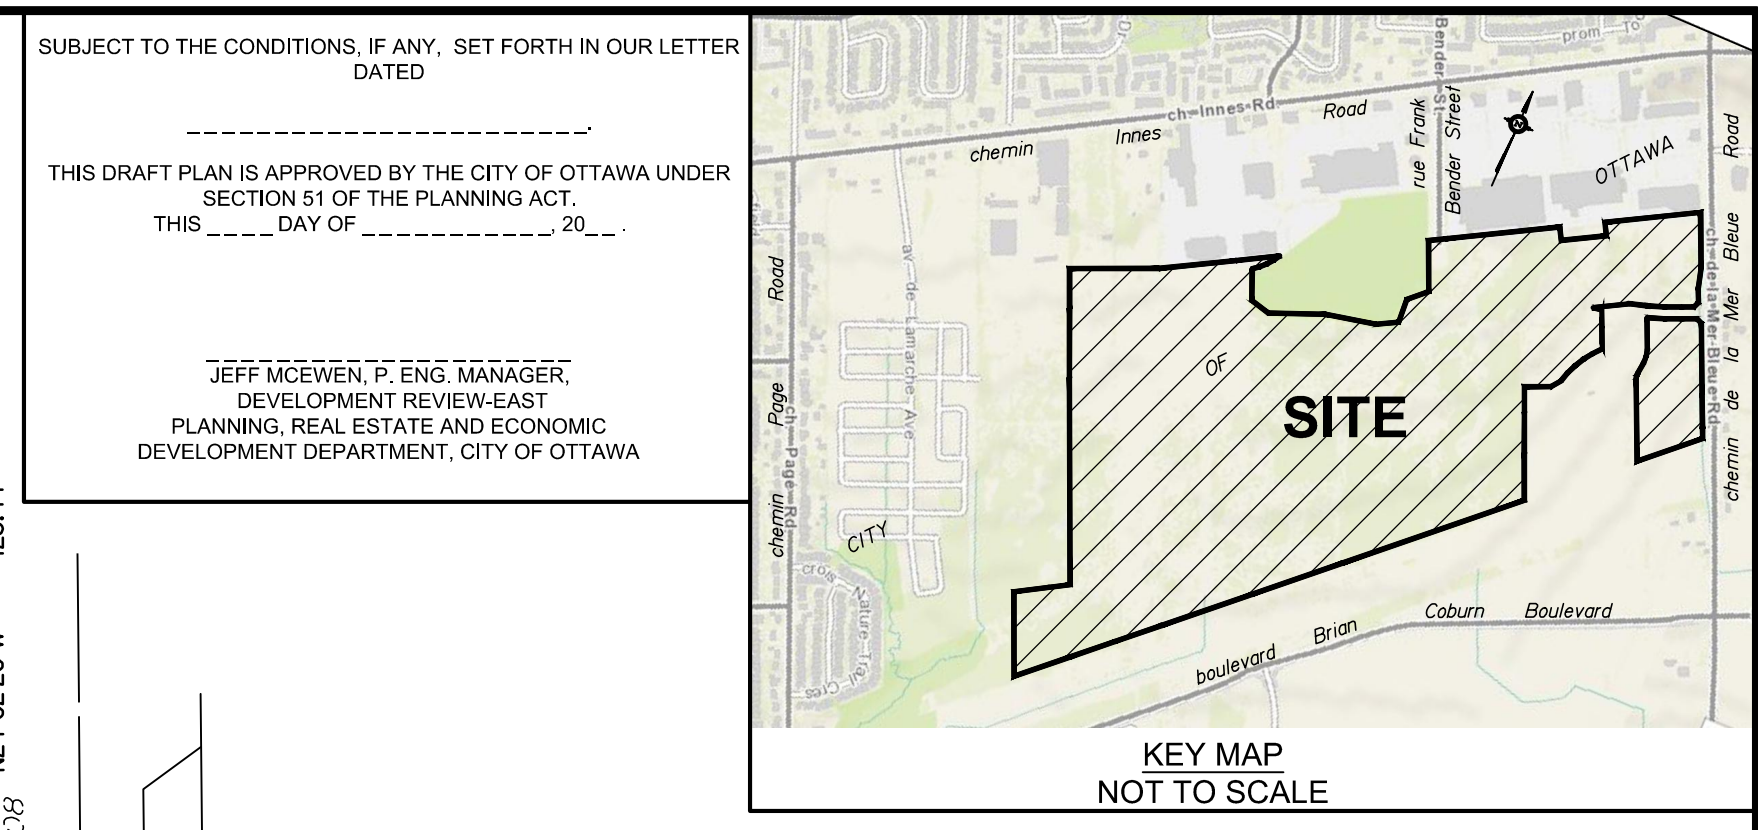 SUBJECT TO THE CONDITIONS, IF ANY, SET FORTH IN OUR LETTER
DATED
_______________________.
THIS DRAFT PLAN IS APPROVED BY THE CITY OF OTTAWA UNDER
SECTION 51 OF THE PLANNING ACT.
THIS ____ DAY OF ___________, 20__ .
JEFF MCEWEN, P. ENG. MANAGER,
DEVELOPMENT REVIEW-EAST
PLANNING, REAL ESTATE AND ECONOMIC
DEVELOPMENT DEPARTMENT, CITY OF OTTAWA
Dr
Bender St.
prom
ch. Innes Rd.
chemin Innes Road
rue Frank
Bender Street
N
OTTAWA
chemin de la Mer Bleue Road
ch. de la Mer Bleue Rd.
av. de Lamarche Ave
chemin Page Road
ch. Page Rd.
OF
SITE
CITY
crois Nature Trail Cres
boulevard Brian Coburn Boulevard
KEY MAP
NOT TO SCALE